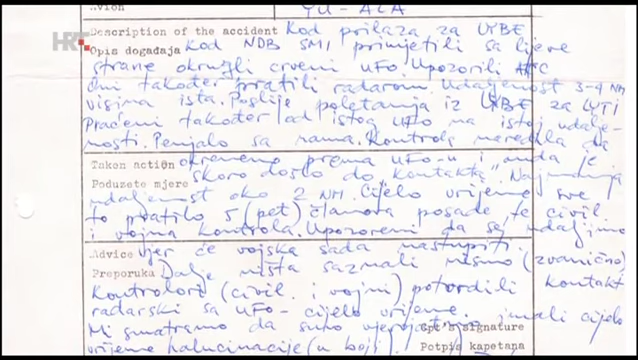 Avion
YU - ALA
HRT
Description of the accident Kod prilaza za LYBE
Opis događaja kod NDB SMI primjetili sa lijeve
strane okrugli crveni UFO. Upozorili ATC
Oni također pratili radarom. Udaljenost 3-4 NM
visina ista. Poslije poletanja iz LYBE za LYTI
Praćeni također od istog UFO na istoj udalje-
nosti. Penjalo sa nama. Kontrola naredila da
Taken action okrenemo prema UFO-u i "onda je
Poduzete mjere skoro došlo do kontakta". Najmanja
udaljenost oko 2 NM. Cijelo vrijeme sve
to pratilo 5 (pet) članova posade te civil.
i vojna kontrola. Upozoreni da se udaljimo
Advice jer će vojska sada nastupiti.
Preporuka Dalje ništa saznali nismo (zvanično)
Kontrolori (civil. i vojni) potvrdili kontakt
radarski sa UFO - cijelo vrijeme.
Mi smatramo da smo vjerojatno imali cijelo
Cpt's signature
vrijeme halucinacije (u boji).
Potpis kapetana